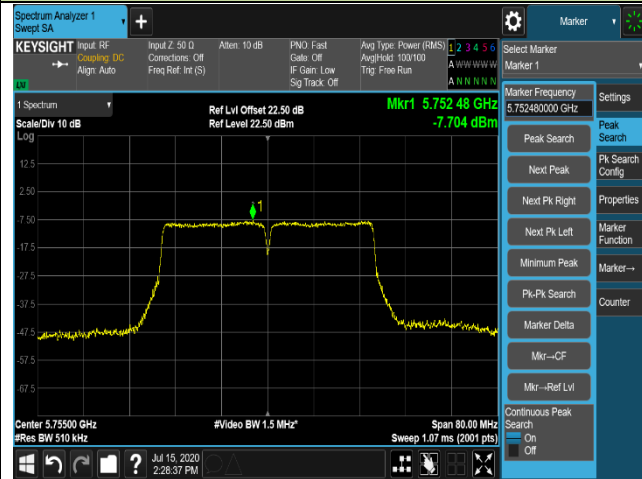 Spectrum Analyzer 1
Swept SA
+
Marker
KEYSIGHT
Input: RF
Coupling: DC
Align: Auto
Input Z: 50 Ω
Corrections: Off
Freq Ref: Int (S)
Atten: 10 dB
PNO: Fast
Gate: Off
IF Gain: Low
Sig Track: Off
Avg Type: Power (RMS)
Avg|Hold: 100/100
Trig: Free Run
1 2 3 4 5 6
A W W W W W
A N N N N N
LXI
Select Marker
Marker 1
1 Spectrum
Scale/Div 10 dB
Log
Ref Lvl Offset 22.50 dB
Ref Level 22.50 dBm
Mkr1 5.752 48 GHz
-7.704 dBm
12.5
2.50
-7.50
-17.5
-27.5
-37.5
-47.5
-57.5
-67.5
1
Center 5.75500 GHz
#Res BW 510 kHz
#Video BW 1.5 MHz*
Span 80.00 MHz
Sweep 1.07 ms (2001 pts)
Marker Frequency
5.752480000 GHz
Peak Search
Next Peak
Next Pk Right
Next Pk Left
Minimum Peak
Pk-Pk Search
Marker Delta
Mkr→CF
Mkr→Ref Lvl
Continuous Peak
Search
On
Off
Settings
Peak
Search
Pk Search
Config
Properties
Marker
Function
Marker→
Counter
?
Jul 15, 2020
2:28:37 PM